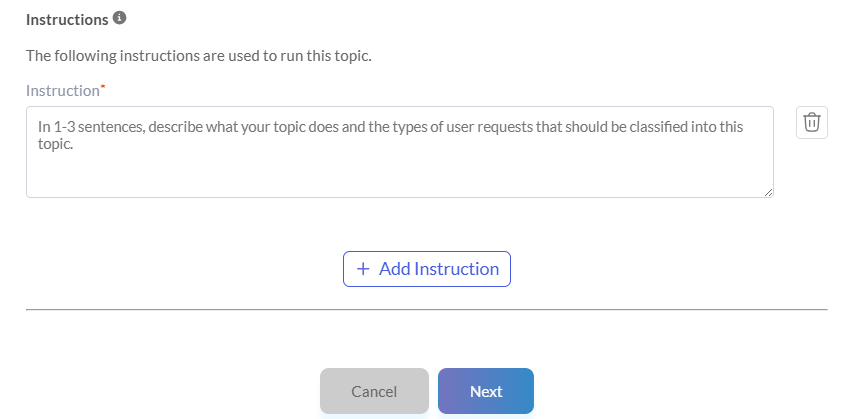 Instructions
The following instructions are used to run this topic.
Instruction*
In 1-3 sentences, describe what your topic does and the types of user requests that should be classified into this
topic.
+ Add Instruction
Cancel
Next